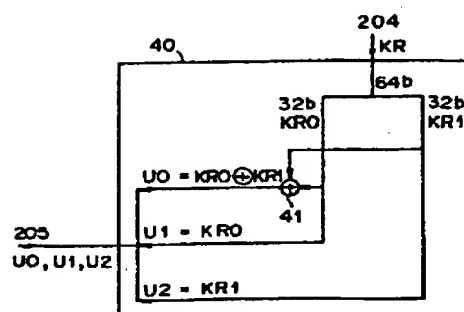 204
40
KR
64b
32b
KR0
32b
KR1
U0 = KR0⊕KR1
41
U1 = KR0
205
U0, U1, U2
U2 = KR1